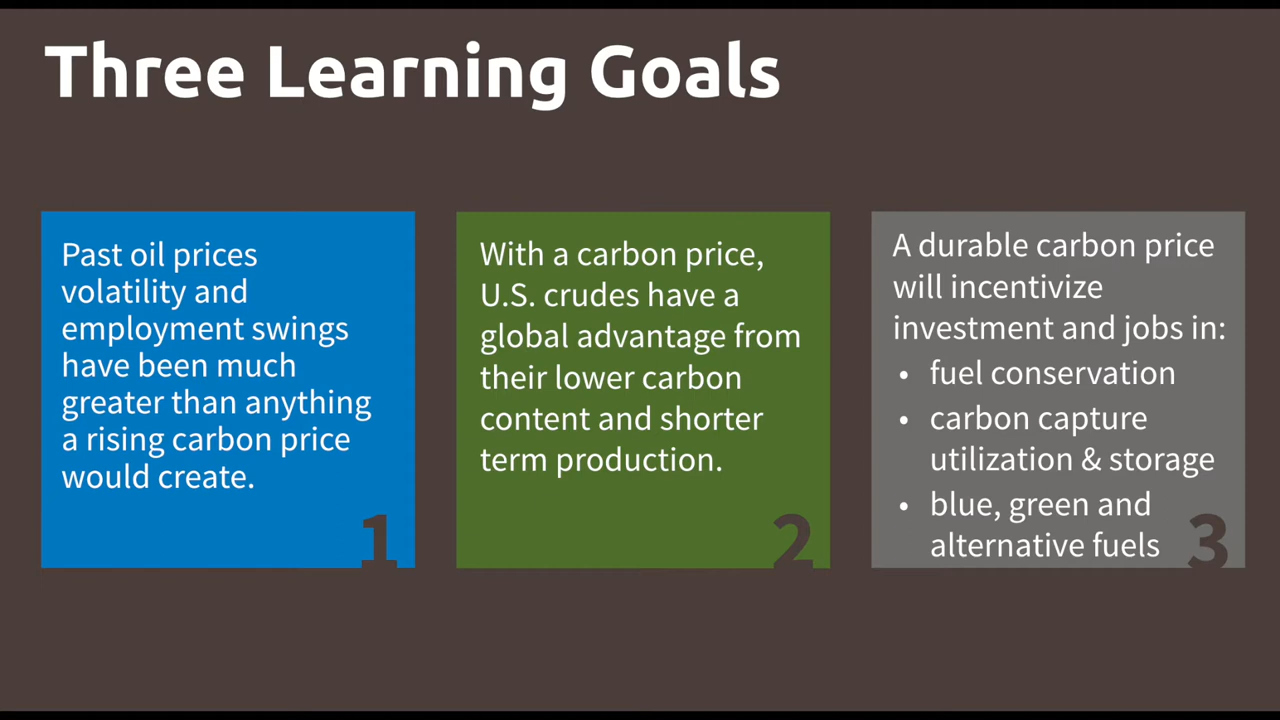 Three Learning Goals
Past oil prices
volatility and
employment swings
have been much
greater than anything
a rising carbon price
would create.
1
With a carbon price,
U.S. crudes have a
global advantage from
their lower carbon
content and shorter
term production.
2
A durable carbon price
will incentivize
investment and jobs in:
• fuel conservation
• carbon capture
utilization & storage
• blue, green and
alternative fuels
3